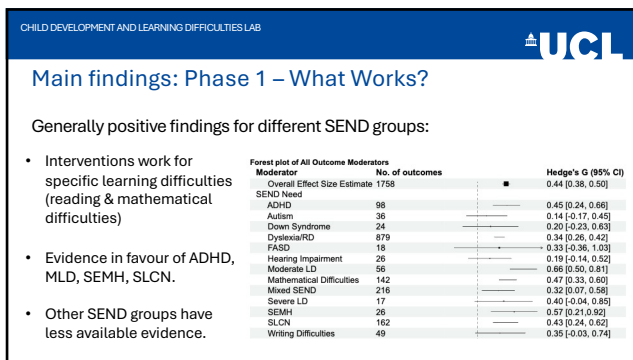 CHILD DEVELOPMENT AND LEARNING DIFFICULTIES LAB
UCL
Main findings: Phase 1 – What Works?
Generally positive findings for different SEND groups:
• Interventions work for
specific learning difficulties
(reading & mathematical
difficulties)
• Evidence in favour of ADHD,
MLD, SEMH, SLCN.
• Other SEND groups have
less available evidence.
Forest plot of All Outcome Moderators
Moderator No. of outcomes Hedge's G (95% CI)
Overall Effect Size Estimate 1758 0.44 [0.38, 0.50]
SEND Need
ADHD 98 0.45 [0.24, 0.66]
Autism 36 0.14 [-0.17, 0.45]
Down Syndrome 24 0.20 [-0.23, 0.63]
Dyslexia/RD 879 0.34 [0.26, 0.42]
FASD 18 0.33 [-0.36, 1.03]
Hearing Impairment 26 0.19 [-0.14, 0.52]
Moderate LD 56 0.66 [0.50, 0.81]
Mathematical Difficulties 142 0.47 [0.33, 0.60]
Mixed SEND 216 0.32 [0.07, 0.58]
Severe LD 17 0.40 [-0.04, 0.85]
SEMH 26 0.57 [0.21,0.92]
SLCN 162 0.43 [0.24, 0.62]
Writing Difficulties 49 0.35 [-0.03, 0.74]